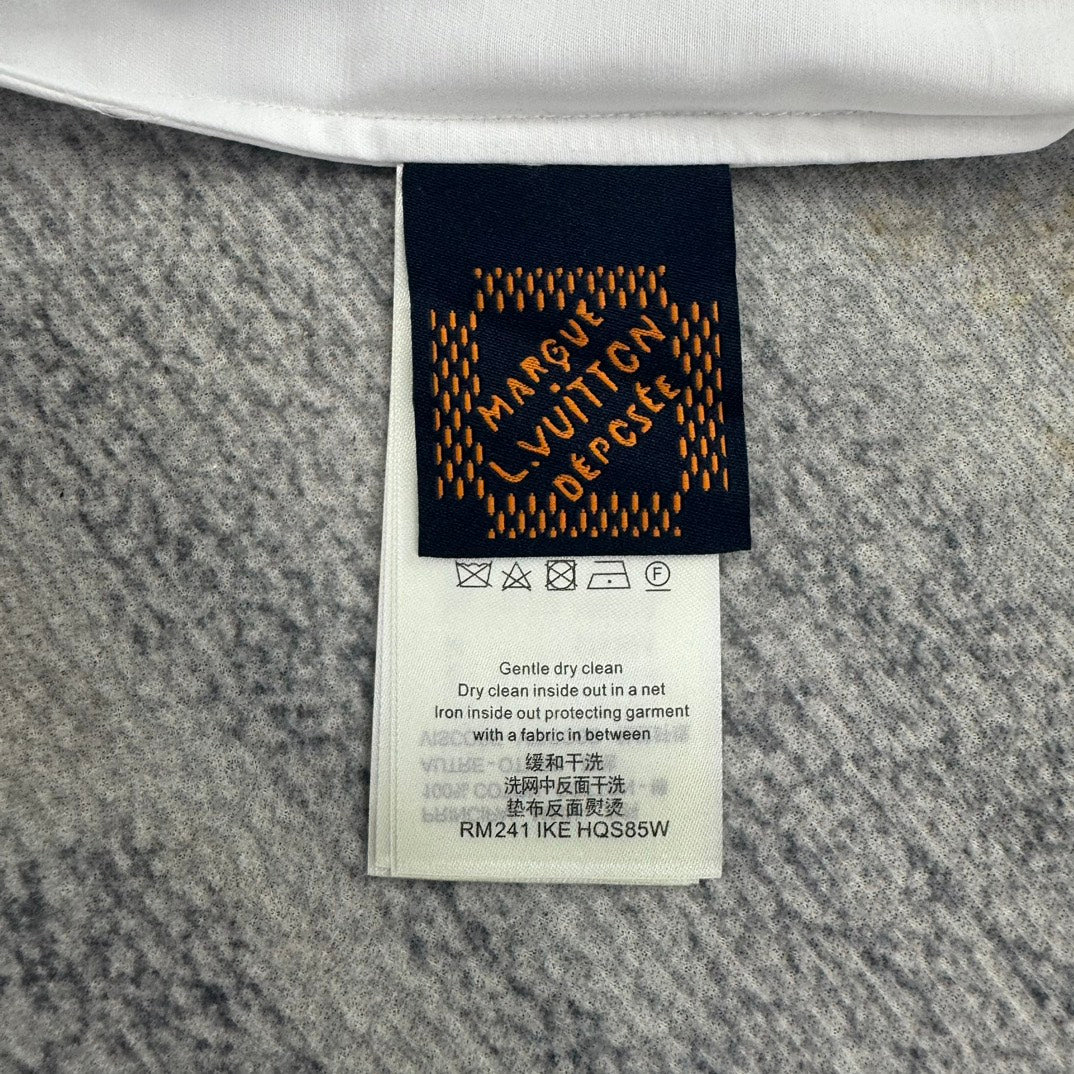 MARQUE
L.VUITTON
DÉPOSÉE
F
Gentle dry clean
Dry clean inside out in a net
Iron inside out protecting garment
with a fabric in between
缓和干洗
洗网中反面干洗
垫布反面熨烫
RM241 IKE HQS85W